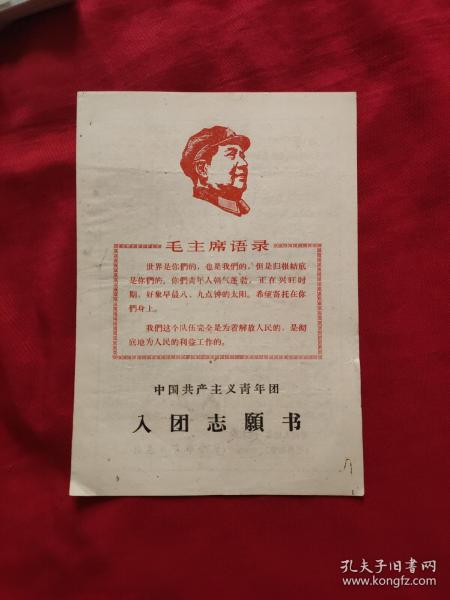 毛主席语录
世界是你們的，也是我們的，但是归根結底
是你們的。你們青年人朝气蓬勃，正在兴旺时
期，好象早晨八、九点钟的太阳。希望寄托在你
們身上。
我們这个队伍完全是为着解放人民的，是彻
底地为人民的利益工作的。
中国共产主义青年团
入团志願书
孔夫子旧书网
www.kongfz.com